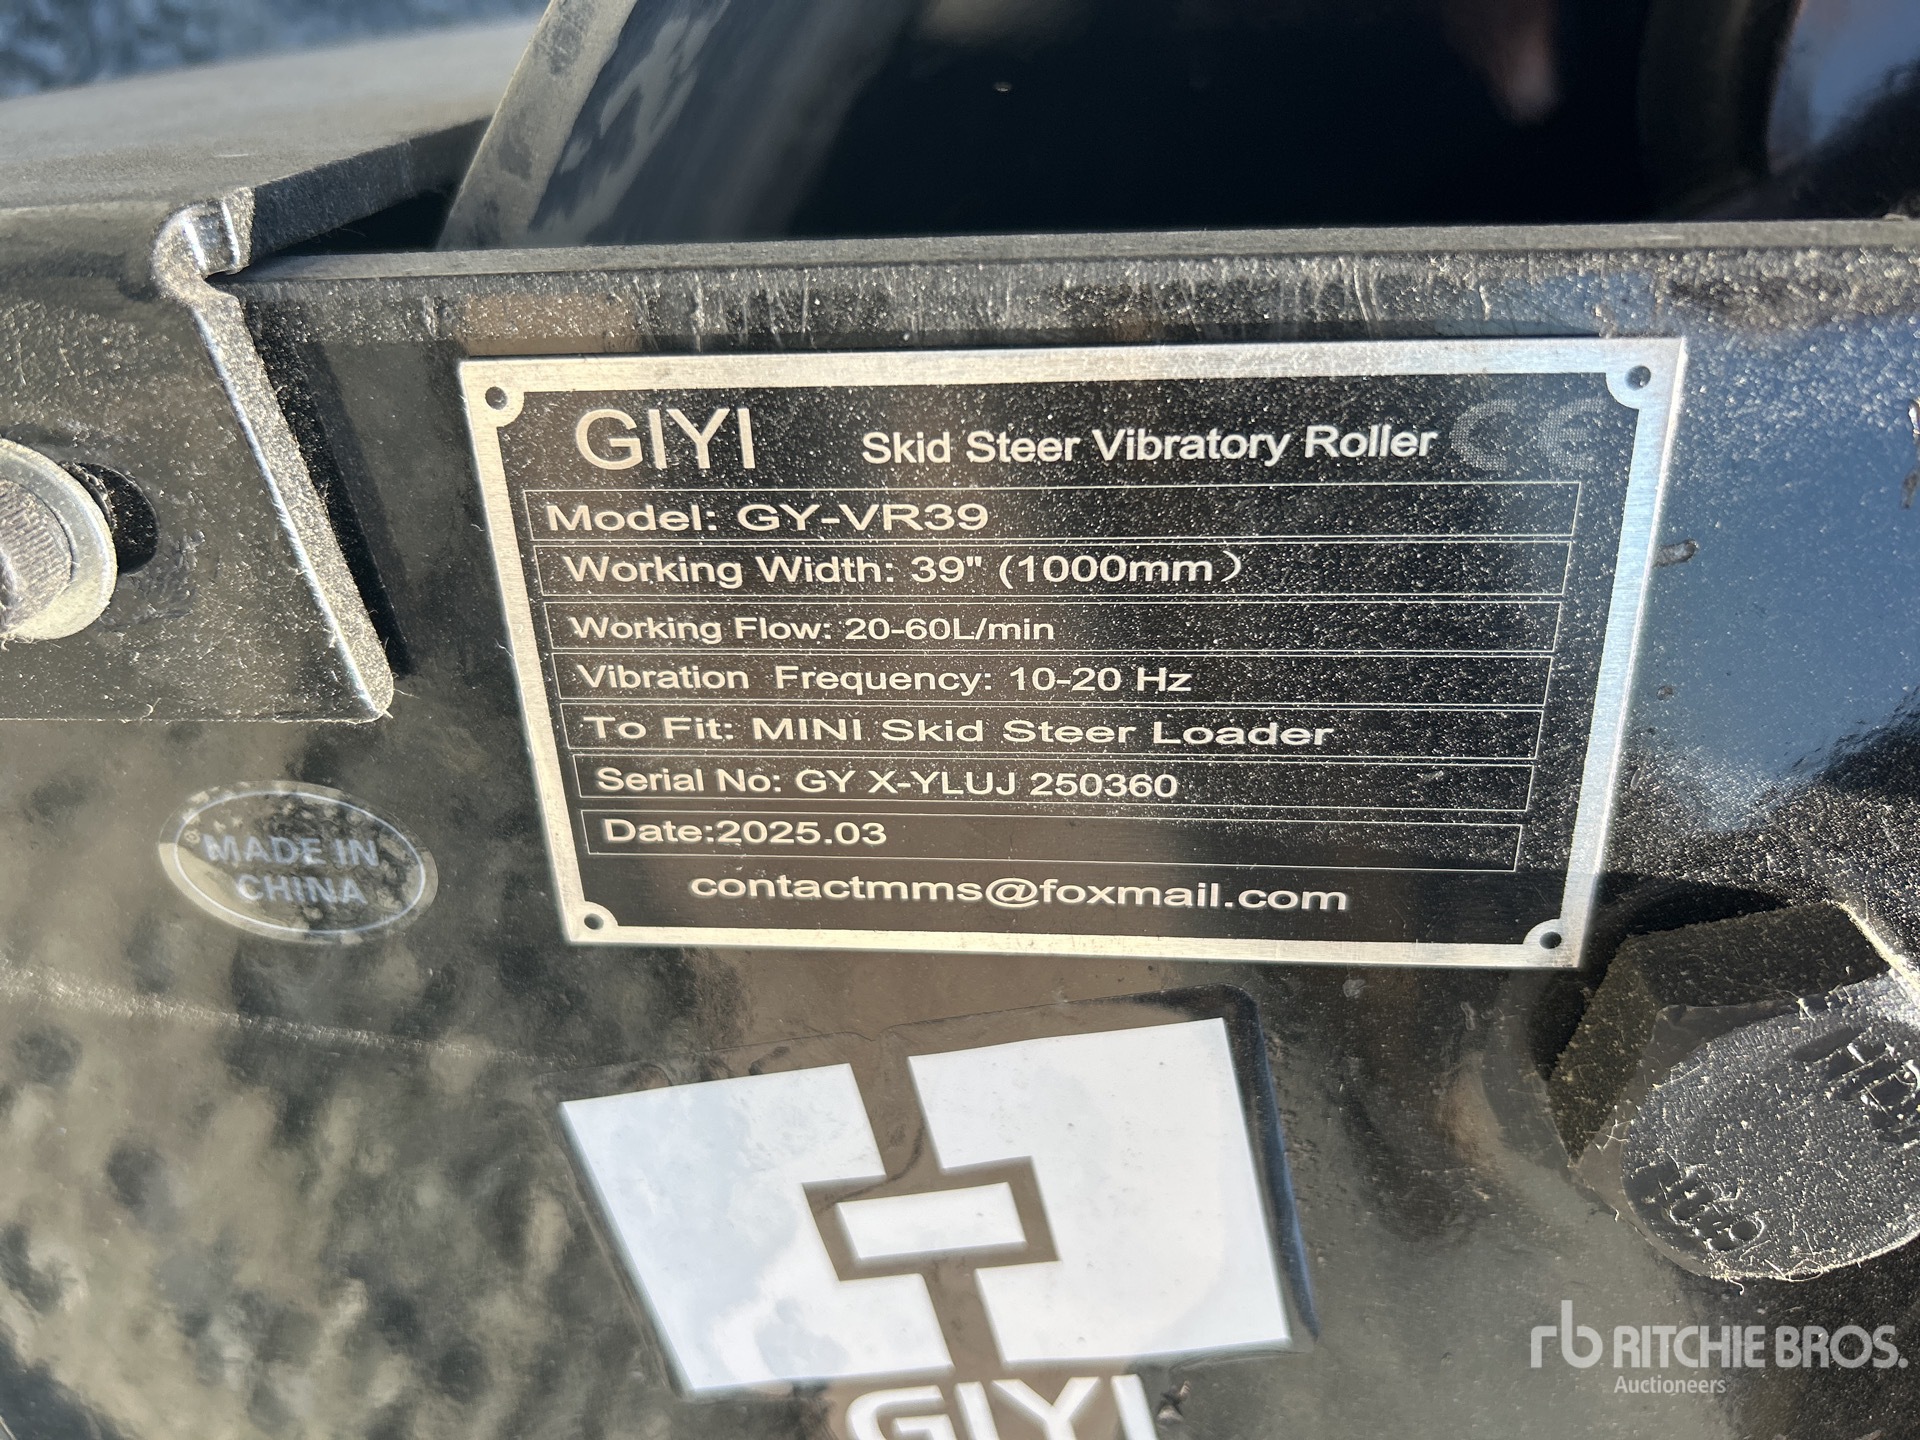 GIYI Skid Steer Vibratory Roller CE
Model: GY-VR39
Working Width: 39" (1000mm）
Working Flow: 20-60L/min
Vibration Frequency: 10-20 Hz
To Fit: MINI Skid Steer Loader
Serial No: GY X-YLUJ 250360
Date:2025.03
contactmms@foxmail.com
MADE IN
CHINA
GIYI
rb RITCHIE BROS.
Auctioneers